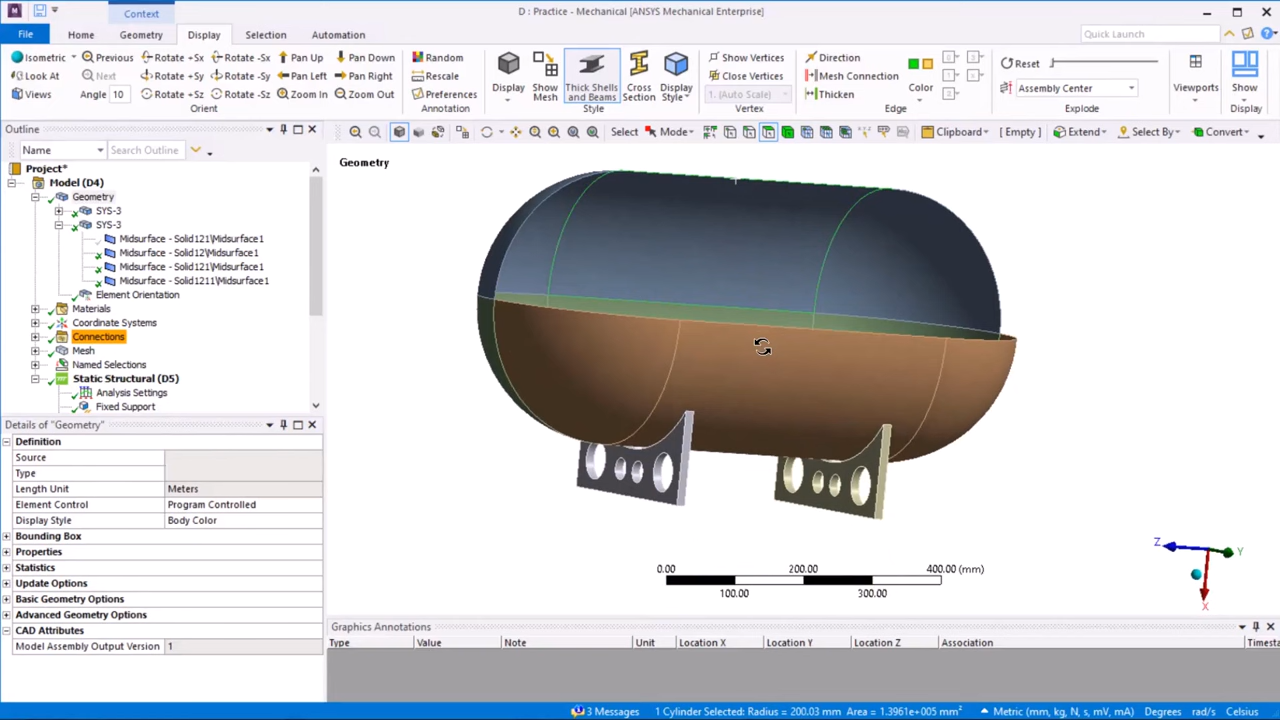 D : Practice - Mechanical [ANSYS Mechanical Enterprise]
Context
File Home Geometry Display Selection Automation Quick Launch
Isometric Previous Rotate +Sx Rotate -Sx Pan Up Pan Down Random Show Vertices Direction Reset
Look At Next Rotate +Sy Rotate -Sy Pan Left Pan Right Rescale Close Vertices Mesh Connection Assembly Center
Views Angle 10 Rotate +Sz Rotate -Sz Zoom In Zoom Out Preferences 1. (Auto Scale) Thicken
Display Show Mesh Thick Shells and Beams Cross Section Display Style Color Viewports Show
Orient Annotation Style Vertex Edge Explode Display
Outline
Name Search Outline
Select Mode Clipboard [ Empty ] Extend Select By Convert
Project*
Model (D4)
Geometry
SYS-3
SYS-3
Midsurface - Solid121\Midsurface1
Midsurface - Solid12\Midsurface1
Midsurface - Solid121\Midsurface1
Midsurface - Solid1211\Midsurface1
Element Orientation
Materials
Coordinate Systems
Connections
Mesh
Named Selections
Static Structural (D5)
Analysis Settings
Fixed Support
Details of "Geometry"
Definition
Source
Type
Length Unit Meters
Element Control Program Controlled
Display Style Body Color
Bounding Box
Properties
Statistics
Update Options
Basic Geometry Options
Advanced Geometry Options
CAD Attributes
Model Assembly Output Version 1
Geometry
0.00 200.00 400.00 (mm)
100.00 300.00
Z Y
X
Graphics Annotations
Type Value Note Unit Location X Location Y Location Z Association Timesta
3 Messages 1 Cylinder Selected: Radius = 200.03 mm Area = 1.3961e+005 mm² Metric (mm, kg, N, s, mV, mA) Degrees rad/s Celsius